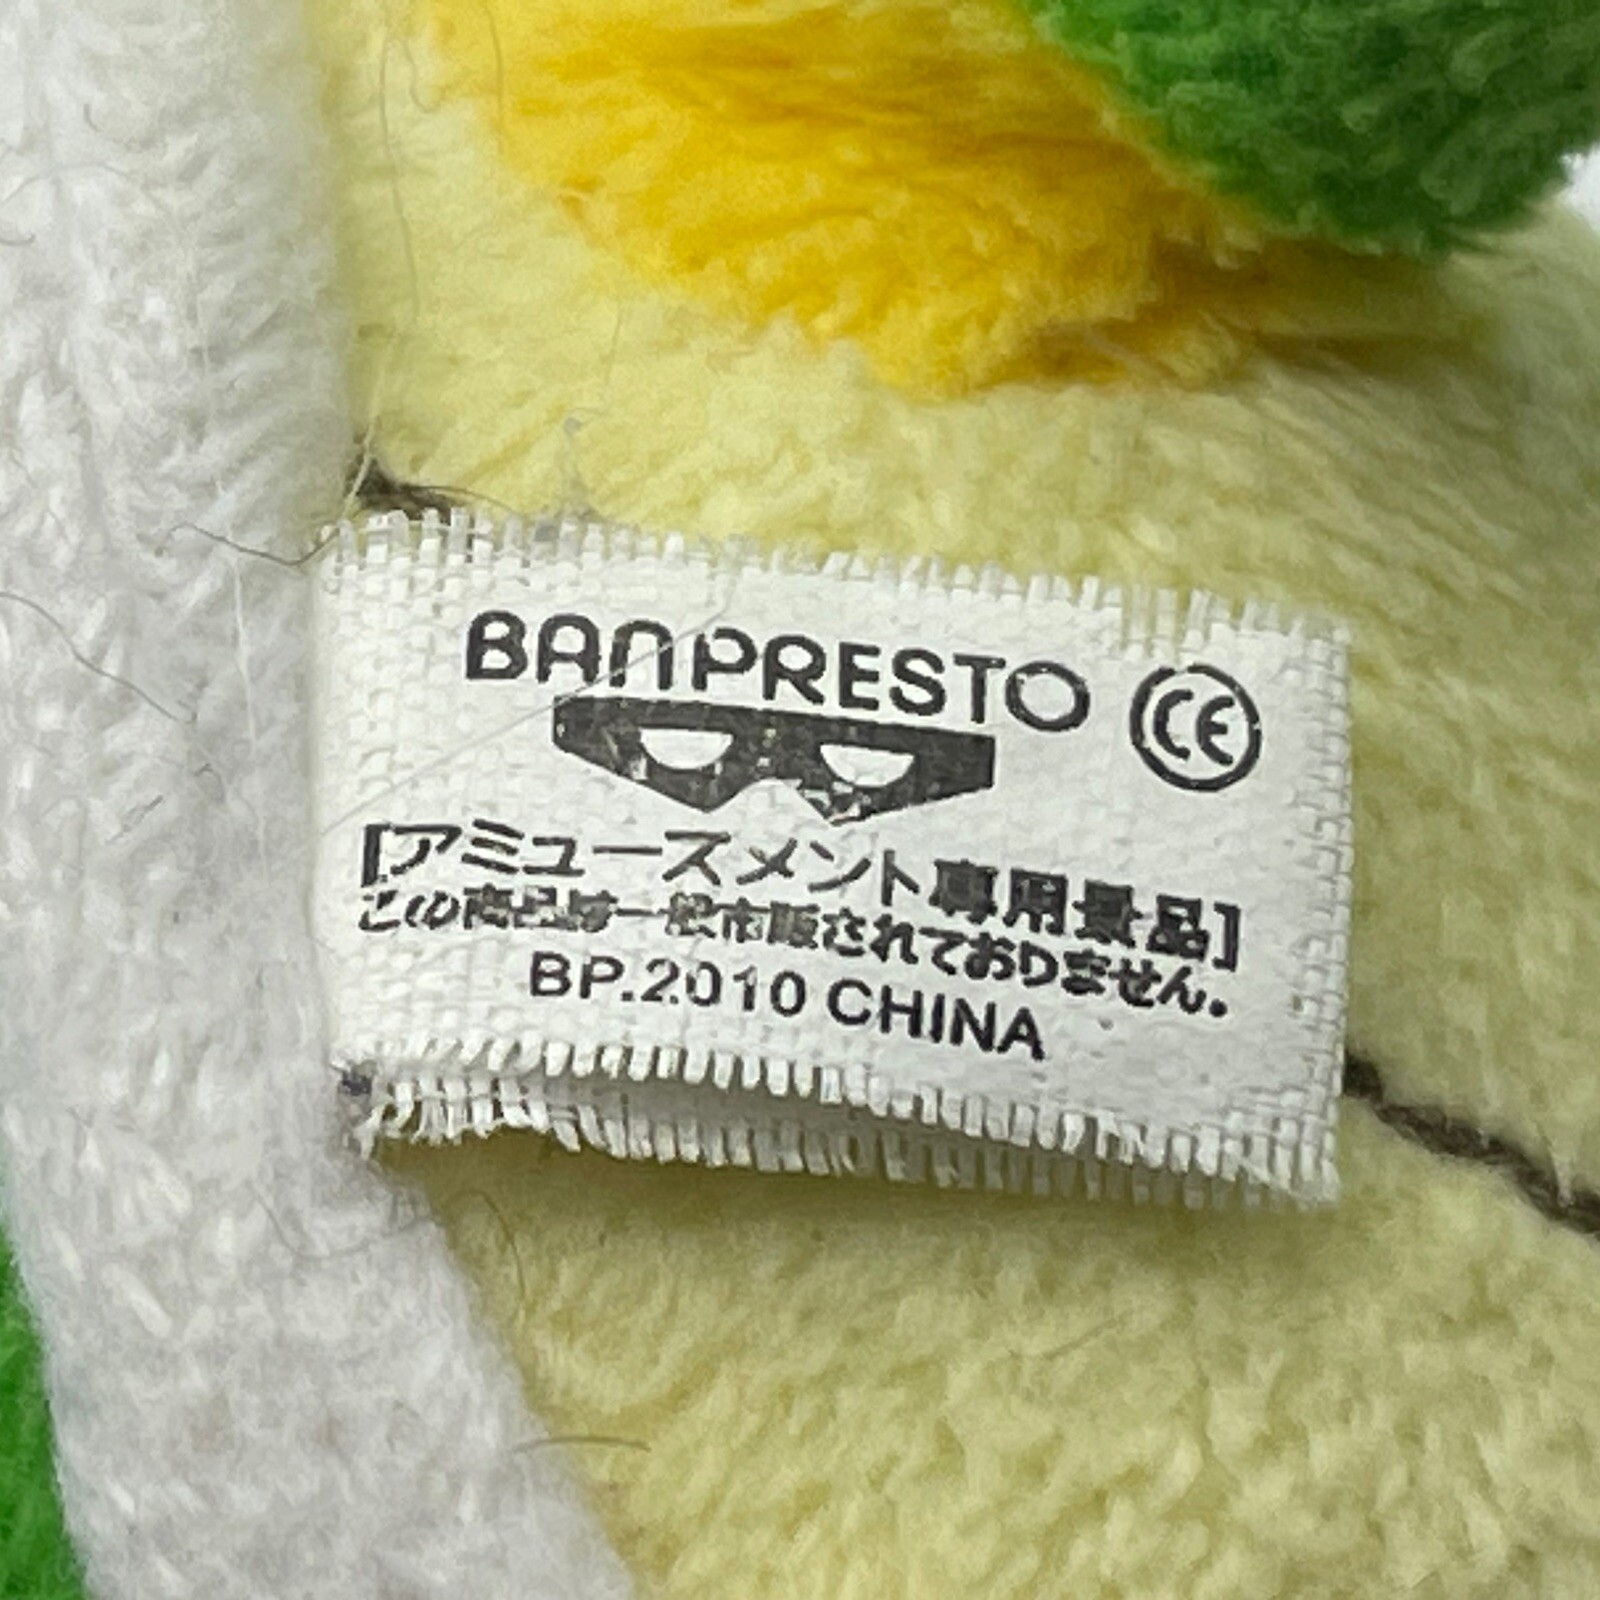 BANPRESTO CE
[アミューズメント専用景品]
この商品は一般市販されておりません.
BP.2010 CHINA